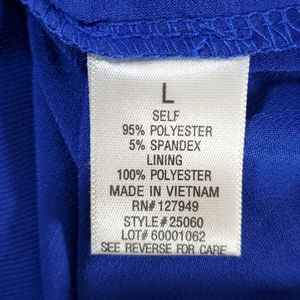 L
SELF
95% POLYESTER
5% SPANDEX
LINING
100% POLYESTER
MADE IN VIETNAM
RN# 127949
STYLE# 25060
LOT# 60001062
SEE REVERSE FOR CARE